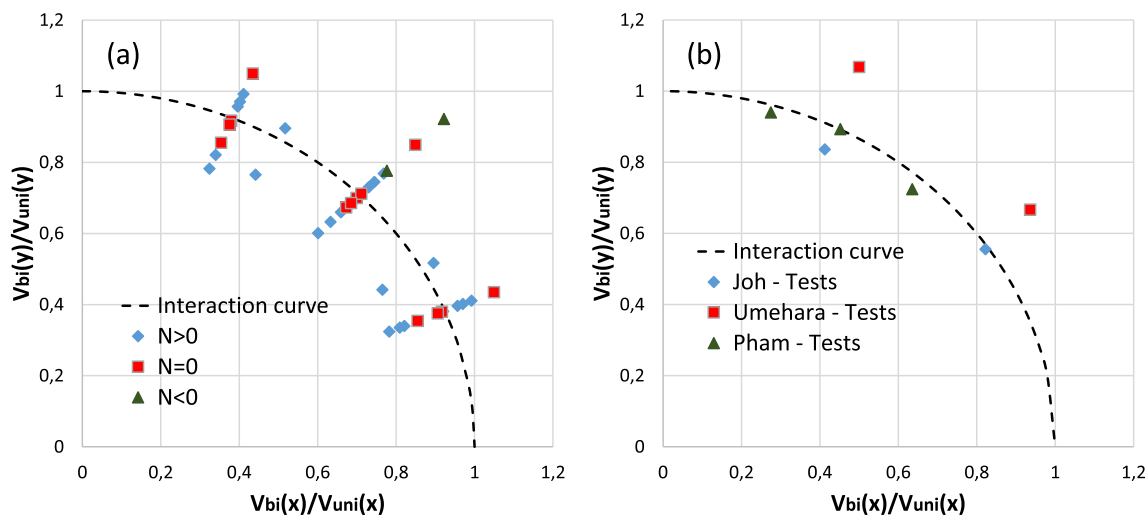 (a)
1,2
1
0,8
0,6
0,4
0,2
0
0 0,2 0,4 0,6 0,8 1 1,2
Vbi(y)/Vuni(y)
Vbi(x)/Vuni(x)
Interaction curve
N>0
N=0
N<0
(b)
1,2
1
0,8
0,6
0,4
0,2
0
0 0,2 0,4 0,6 0,8 1 1,2
Vbi(y)/Vuni(y)
Vbi(x)/Vuni(x)
Interaction curve
Joh - Tests
Umehara - Tests
Pham - Tests